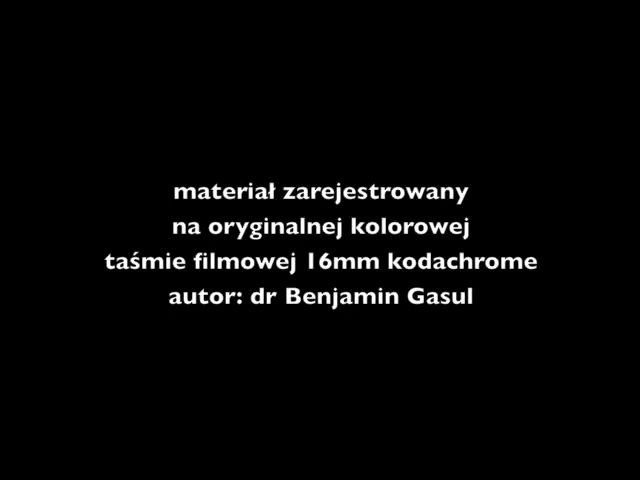 materiał zarejestrowany
na oryginalnej kolorowej
taśmie filmowej 16mm kodachrome
autor: dr Benjamin Gasul